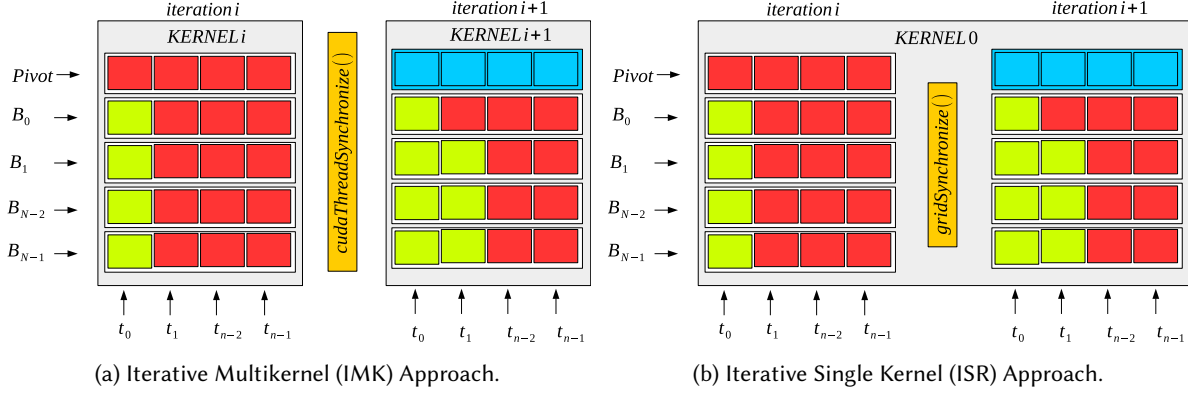 iteration i
iteration i+1
KERNEL i
KERNEL i+1
cudaThreadSynchronize()
Pivot
B0
B1
BN−2
BN−1
t0 t1 tn−2 tn−1
t0 t1 tn−2 tn−1
(a) Iterative Multikernel (IMK) Approach.
iteration i
iteration i+1
KERNEL 0
gridSynchronize()
Pivot
B0
B1
BN−2
BN−1
t0 t1 tn−2 tn−1
t0 t1 tn−2 tn−1
(b) Iterative Single Kernel (ISR) Approach.